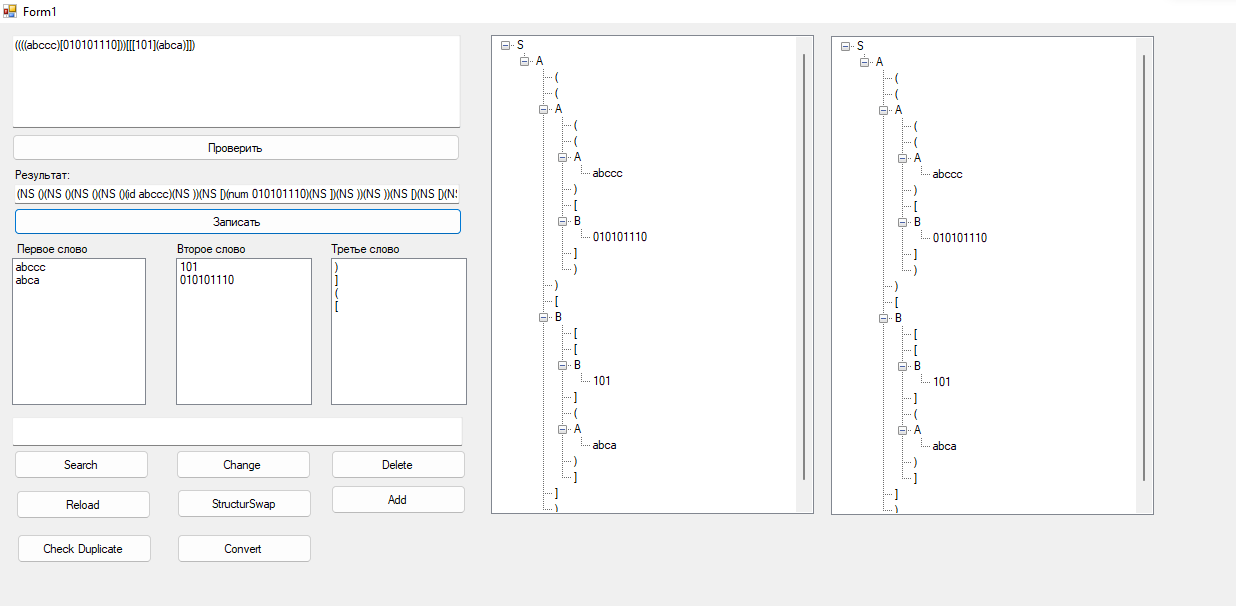 Form1
((((abccc)[010101110]))[[[101](abca)]])
Проверить
Результат:
(NS ()(NS ()(NS ()(NS ()(id abccc)(NS ))(NS [)(num 010101110)(NS ])(NS ))(NS ))(NS [)(NS [)(NS
Записать
Первое слово
Второе слово
Третье слово
abccc
abca
101
010101110
)
]
(
[
Search
Change
Delete
Reload
StructurSwap
Add
Check Duplicate
Convert
S
A
(
(
A
(
(
A
abccc
)
[
B
010101110
]
)
)
[
B
[
[
B
101
]
(
A
abca
)
]
]
)
S
A
(
(
A
(
(
A
abccc
)
[
B
010101110
]
)
)
[
B
[
[
B
101
]
(
A
abca
)
]
]
)